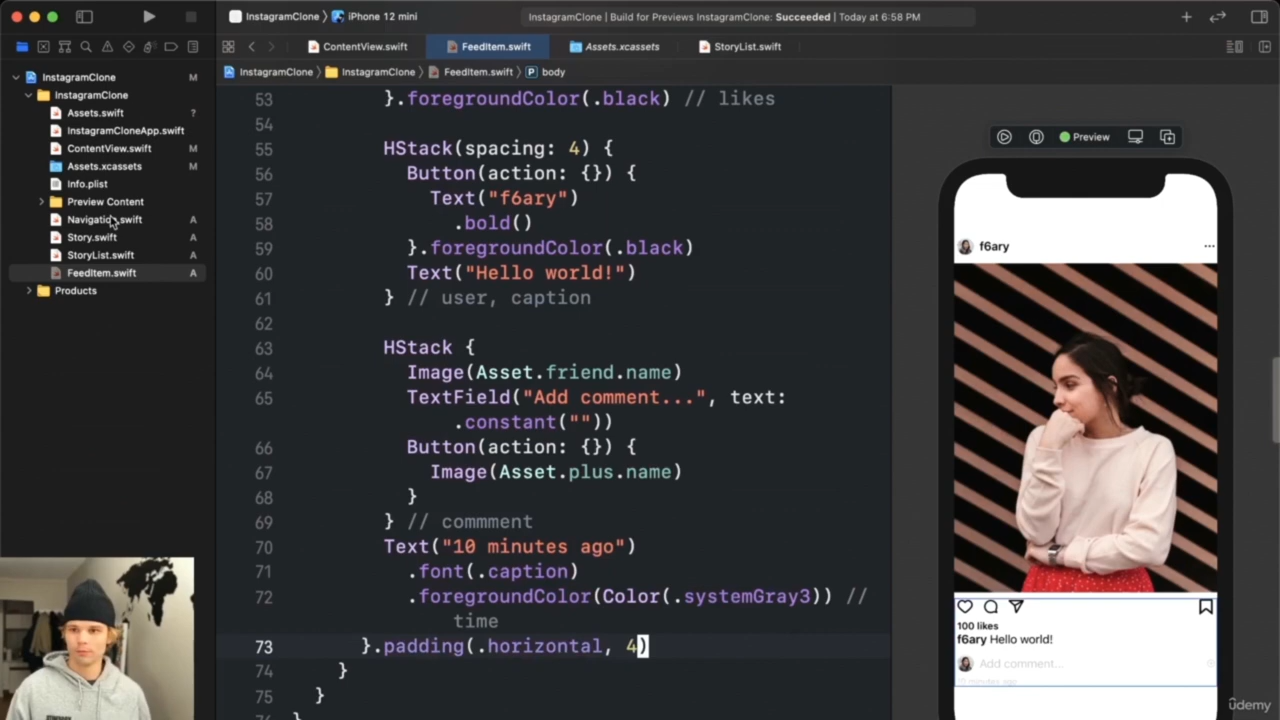 InstagramClone
iPhone 12 mini
InstagramClone | Build for Previews InstagramClone: Succeeded | Today at 6:58 PM
ContentView.swift
FeedItem.swift
Assets.xcassets
StoryList.swift
InstagramClone
InstagramClone
FeedItem.swift
P body
InstagramClone M
InstagramClone
Assets.swift ?
InstagramCloneApp.swift
ContentView.swift M
Assets.xcassets M
Info.plist
Preview Content
Navigation.swift A
Story.swift A
StoryList.swift A
FeedItem.swift A
Products
53 }.foregroundColor(.black) // likes
54
55 HStack(spacing: 4) {
56 Button(action: {}) {
57 Text("f6ary")
58 .bold()
59 }.foregroundColor(.black)
60 Text("Hello world!")
61 } // user, caption
62
63 HStack {
64 Image(Asset.friend.name)
65 TextField("Add comment...", text:
.constant(""))
66 Button(action: {}) {
67 Image(Asset.plus.name)
68 }
69 } // commment
70 Text("10 minutes ago")
71 .font(.caption)
72 .foregroundColor(Color(.systemGray3)) //
time
73 }.padding(.horizontal, 4)
74 }
75 }
}
Preview
f6ary
100 likes
f6ary Hello world!
Add comment...
10 minutes ago
ûdemy